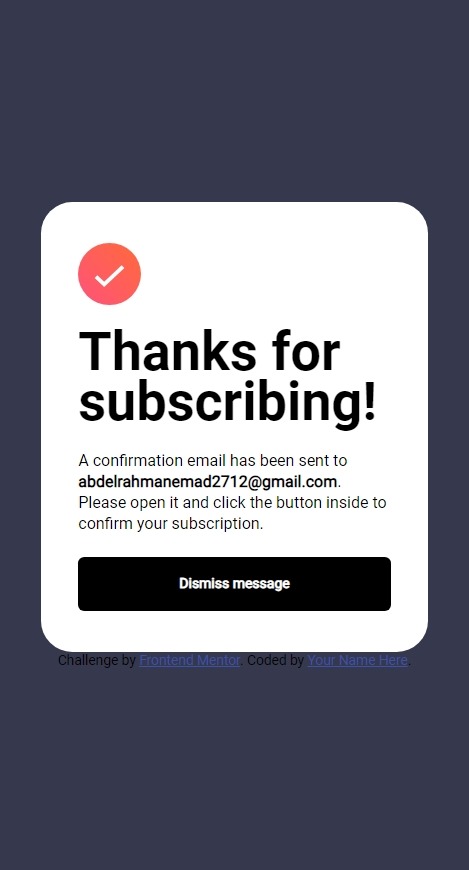 Thanks for
subscribing!
A confirmation email has been sent to
abdelrahmanemad2712@gmail.com.
Please open it and click the button inside to
confirm your subscription.
Dismiss message
Challenge by Frontend Mentor. Coded by Your Name Here.